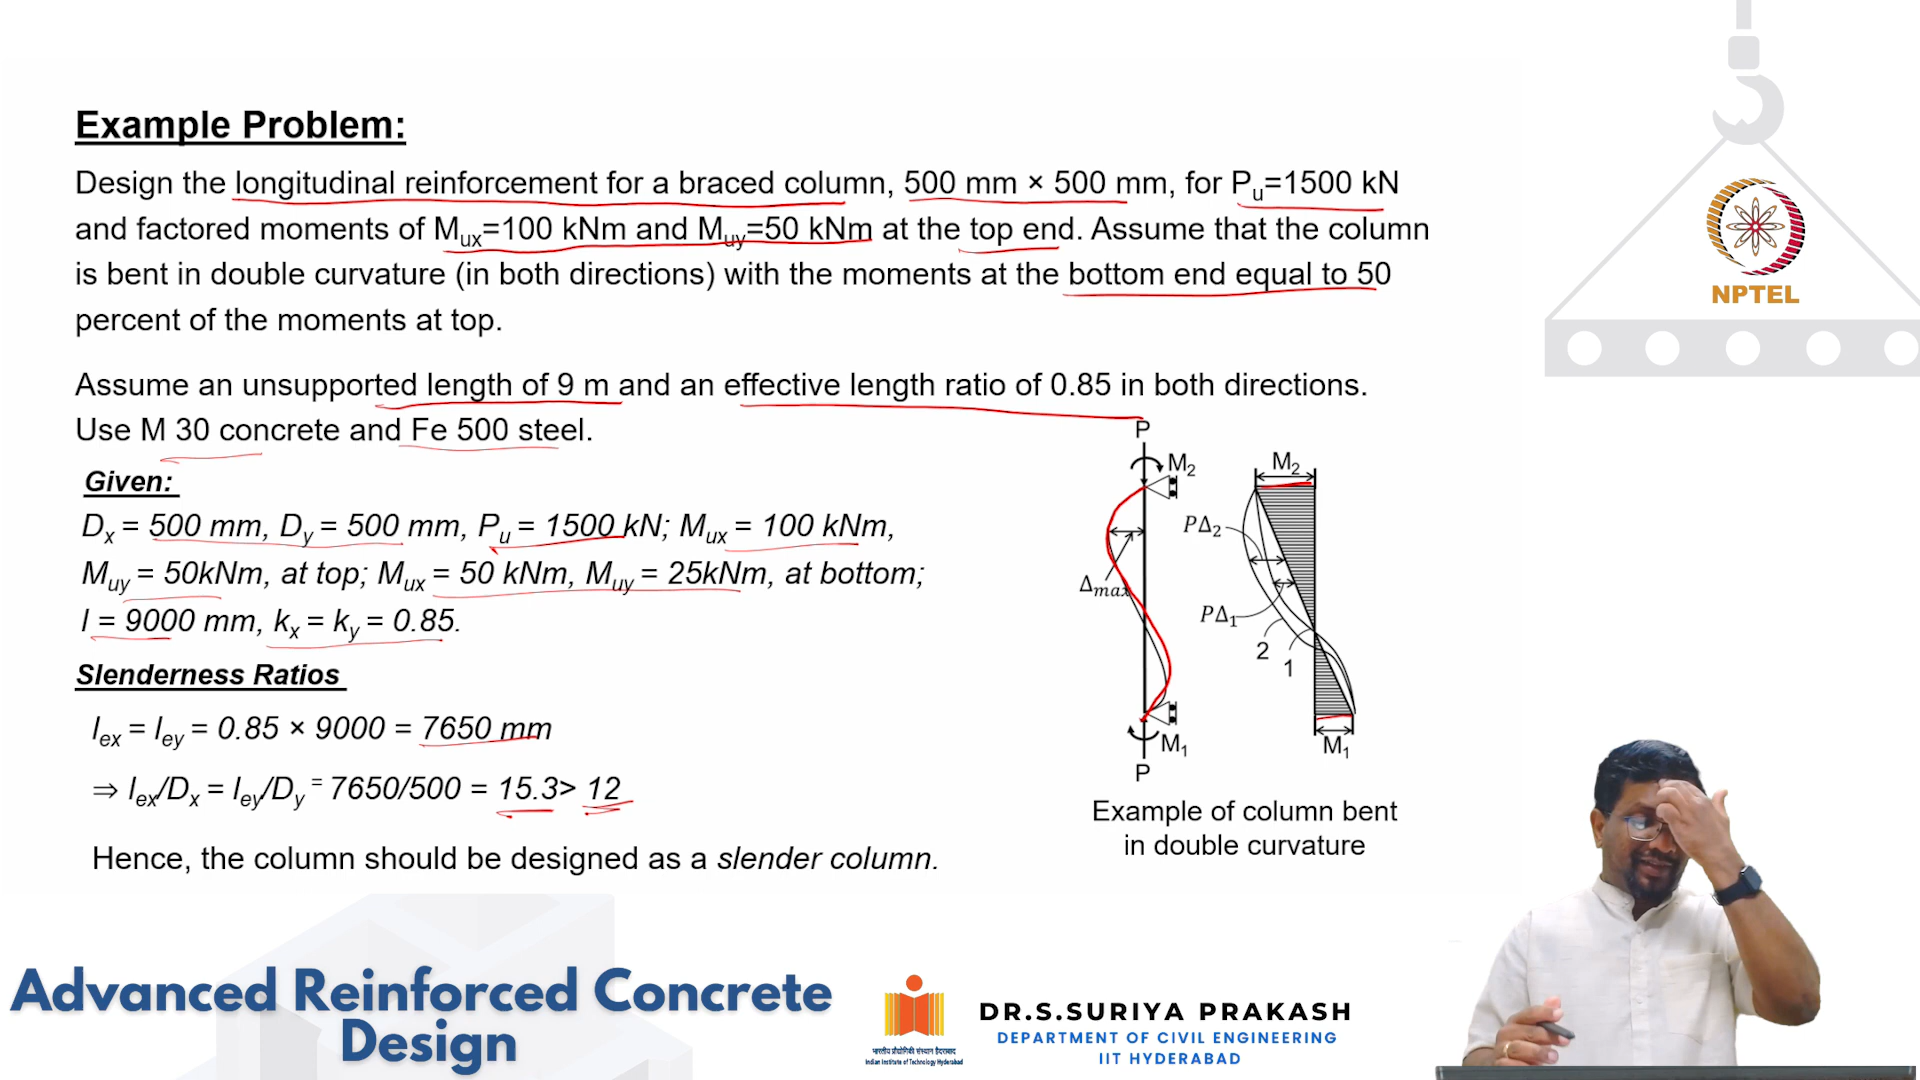 Example Problem:
Design the longitudinal reinforcement for a braced column, 500 mm × 500 mm, for Pu=1500 kN
and factored moments of Mux=100 kNm and Muy=50 kNm at the top end. Assume that the column
is bent in double curvature (in both directions) with the moments at the bottom end equal to 50
percent of the moments at top.
Assume an unsupported length of 9 m and an effective length ratio of 0.85 in both directions.
Use M 30 concrete and Fe 500 steel.
Given:
Dx = 500 mm, Dy = 500 mm, Pu = 1500 kN; Mux = 100 kNm,
Muy = 50kNm, at top; Mux = 50 kNm, Muy = 25kNm, at bottom;
l = 9000 mm, kx = ky = 0.85.
Slenderness Ratios
lex = ley = 0.85 × 9000 = 7650 mm
⇒ lex/Dx = ley/Dy = 7650/500 = 15.3> 12
Hence, the column should be designed as a slender column.
P
M2
Δmax
M1
P
M2
PΔ2
PΔ1
2
1
M1
Example of column bent
in double curvature
NPTEL
Advanced Reinforced Concrete
Design
भारतीय प्रौद्योगिकी संस्थान हैदराबाद
Indian Institute of Technology Hyderabad
DR.S.SURIYA PRAKASH
DEPARTMENT OF CIVIL ENGINEERING
IIT HYDERABAD